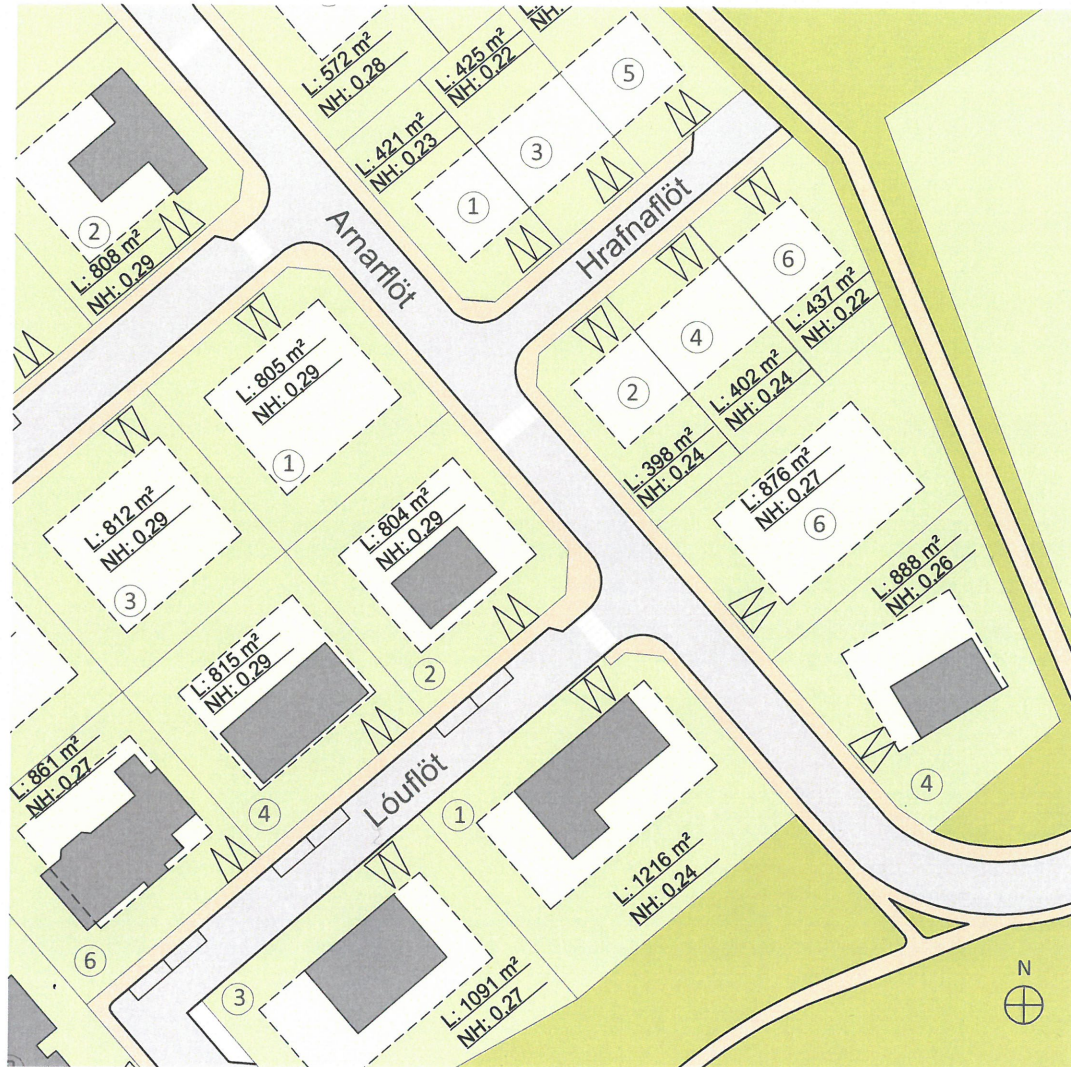 L: 572 m²
NH: 0,28
L: 425 m²
NH: 0,22
L: 421 m²
NH: 0,23
5
3
1
2
L: 808 m²
NH: 0,29
Arnarflöt
Hrafnaflöt
6
L: 437 m²
NH: 0,22
4
L: 402 m²
NH: 0,24
2
L: 398 m²
NH: 0,24
L: 805 m²
NH: 0,29
1
L: 812 m²
NH: 0,29
3
L: 804 m²
NH: 0,29
2
L: 876 m²
NH: 0,27
6
L: 888 m²
NH: 0,26
4
L: 815 m²
NH: 0,29
4
L: 861 m²
NH: 0,27
6
Lóuflöt
1
L: 1216 m²
NH: 0,24
3
L: 1091 m²
NH: 0,27
N